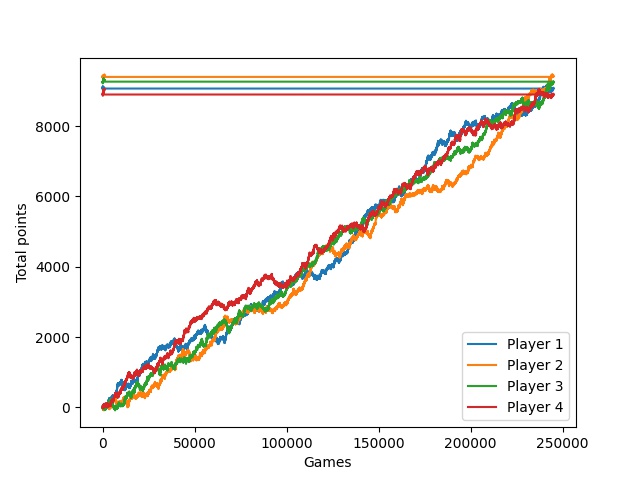 8000
6000
4000
2000
0
Total points
0
50000
100000
150000
200000
250000
Games
Player 1
Player 2
Player 3
Player 4